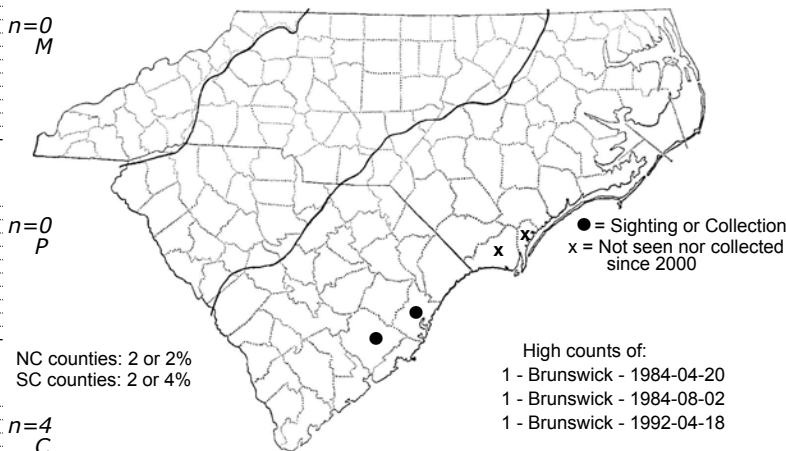 n=0
M
n=0
P
x
x
● = Sighting or Collection
x = Not seen nor collected
since 2000
NC counties: 2 or 2%
SC counties: 2 or 4%
High counts of:
1 - Brunswick - 1984-04-20
1 - Brunswick - 1984-08-02
1 - Brunswick - 1992-04-18
n=4
C